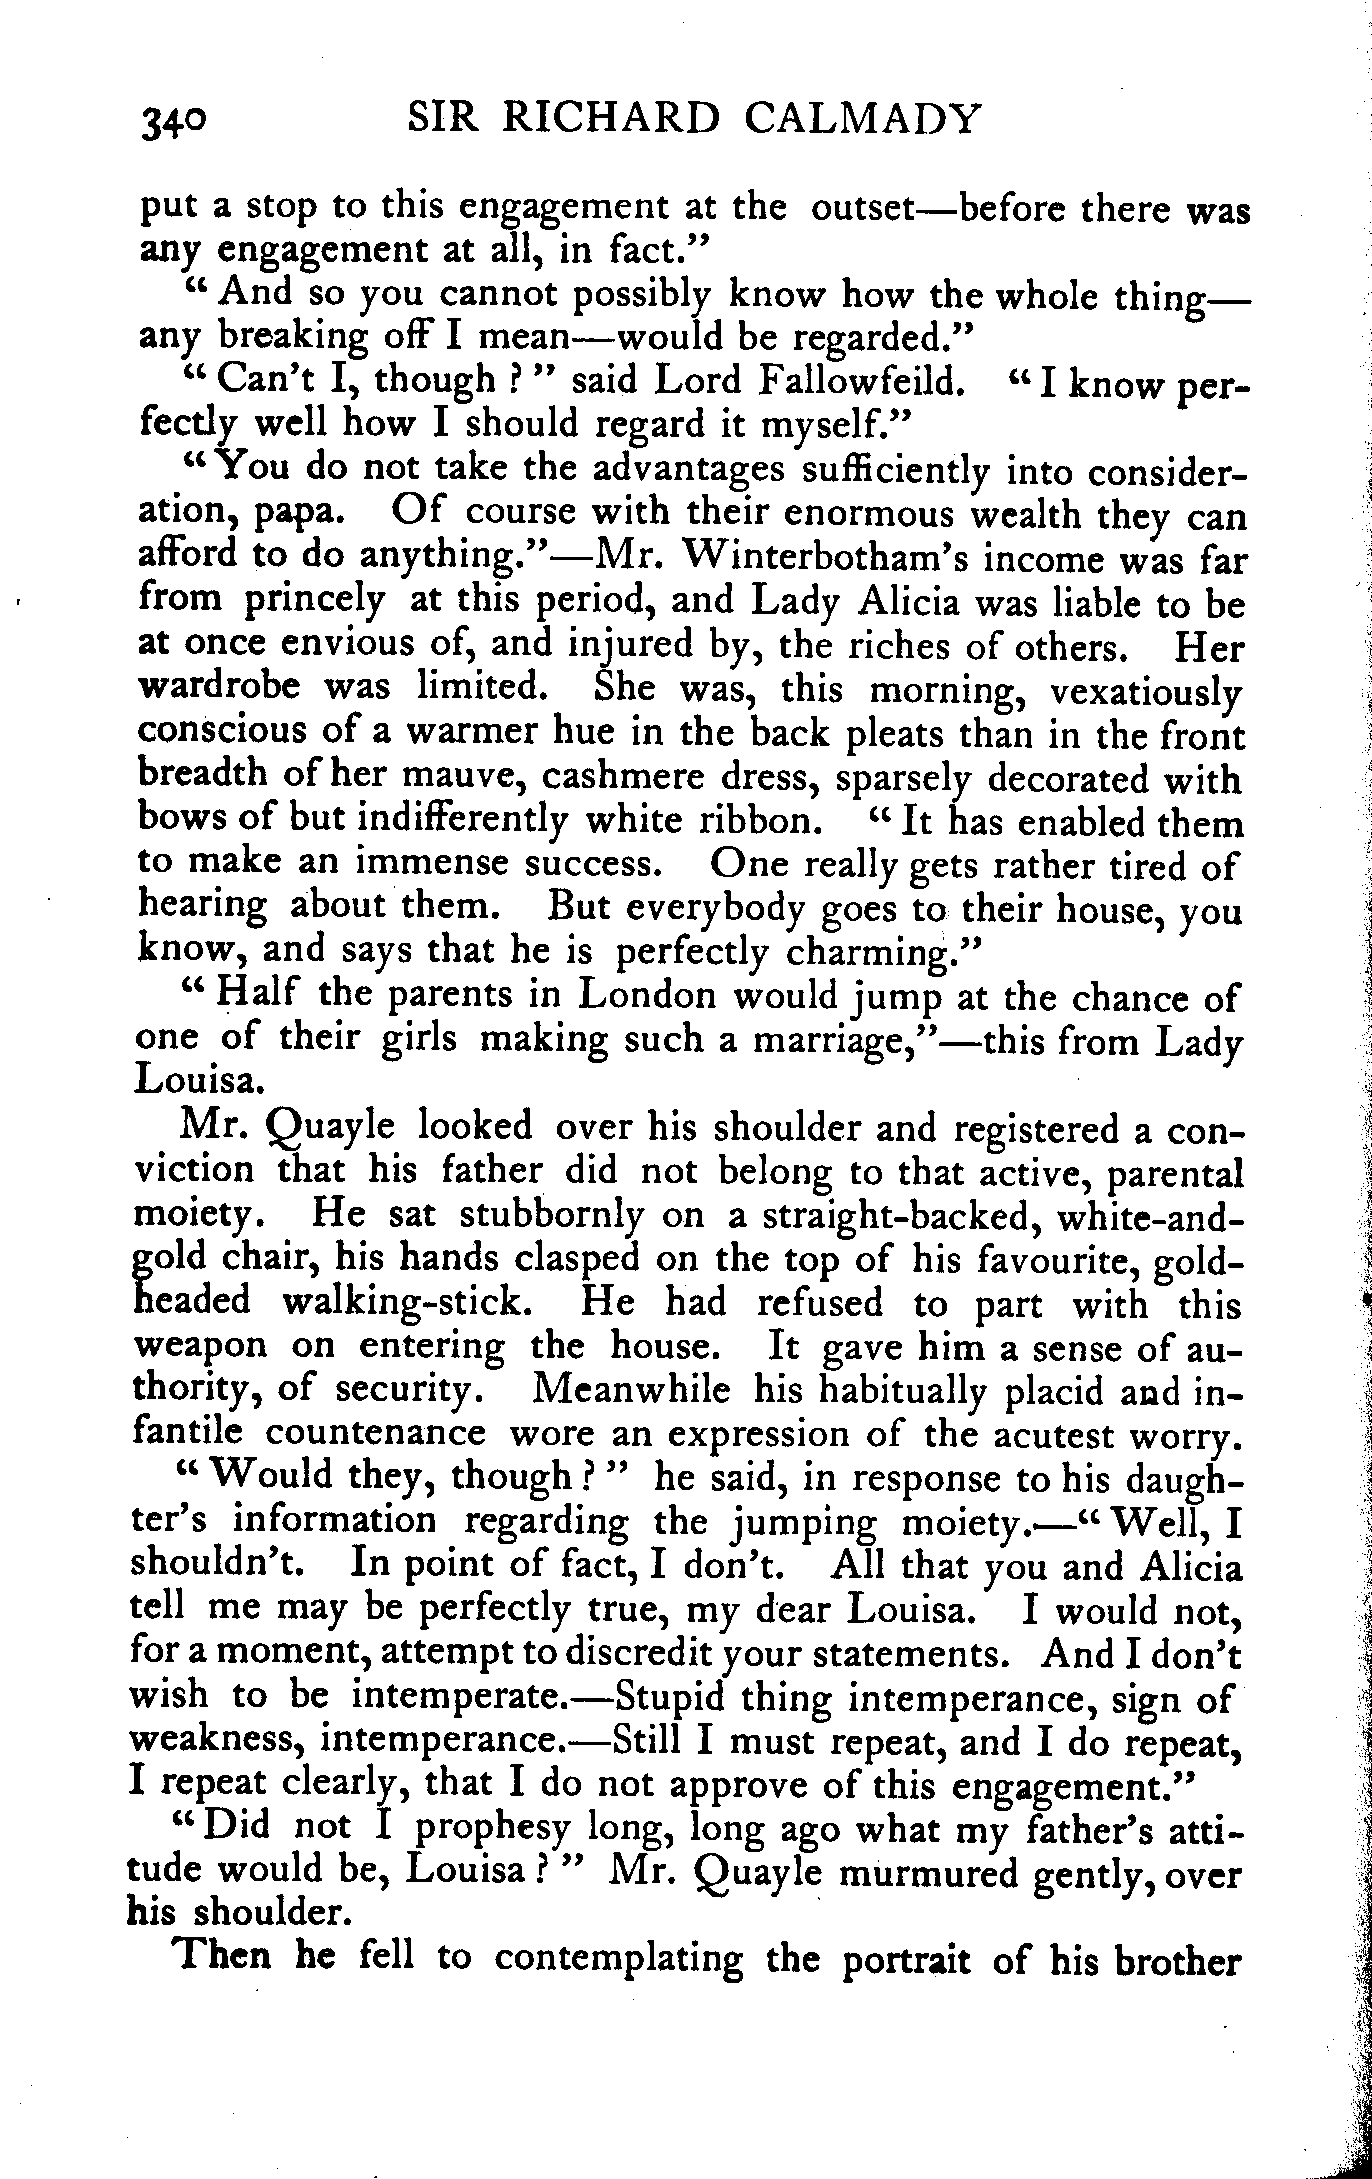 340 SIR RICHARD CALMADY
put a stop to this engagement at the outset—before there was
any engagement at all, in fact."
"And so you cannot possibly know how the whole thing—
any breaking off I mean—would be regarded."
"Can't I, though?" said Lord Fallowfeild. "I know per-
fectly well how I should regard it myself."
"You do not take the advantages sufficiently into consider-
ation, papa. Of course with their enormous wealth they can
afford to do anything."—Mr. Winterbotham's income was far
from princely at this period, and Lady Alicia was liable to be
at once envious of, and injured by, the riches of others. Her
wardrobe was limited. She was, this morning, vexatiously
conscious of a warmer hue in the back pleats than in the front
breadth of her mauve, cashmere dress, sparsely decorated with
bows of but indifferently white ribbon. "It has enabled them
to make an immense success. One really gets rather tired of
hearing about them. But everybody goes to their house, you
know, and says that he is perfectly charming."
"Half the parents in London would jump at the chance of
one of their girls making such a marriage,"—this from Lady
Louisa.
Mr. Quayle looked over his shoulder and registered a con-
viction that his father did not belong to that active, parental
moiety. He sat stubbornly on a straight-backed, white-and-
gold chair, his hands clasped on the top of his favourite, gold-
headed walking-stick. He had refused to part with this
weapon on entering the house. It gave him a sense of au-
thority, of security. Meanwhile his habitually placid and in-
fantile countenance wore an expression of the acutest worry.
"Would they, though?" he said, in response to his daugh-
ter's information regarding the jumping moiety.—"Well, I
shouldn't. In point of fact, I don't. All that you and Alicia
tell me may be perfectly true, my dear Louisa. I would not,
for a moment, attempt to discredit your statements. And I don't
wish to be intemperate.—Stupid thing intemperance, sign of
weakness, intemperance.—Still I must repeat, and I do repeat,
I repeat clearly, that I do not approve of this engagement."
"Did not I prophesy long, long ago what my father's atti-
tude would be, Louisa?" Mr. Quayle murmured gently, over
his shoulder.
Then he fell to contemplating the portrait of his brother